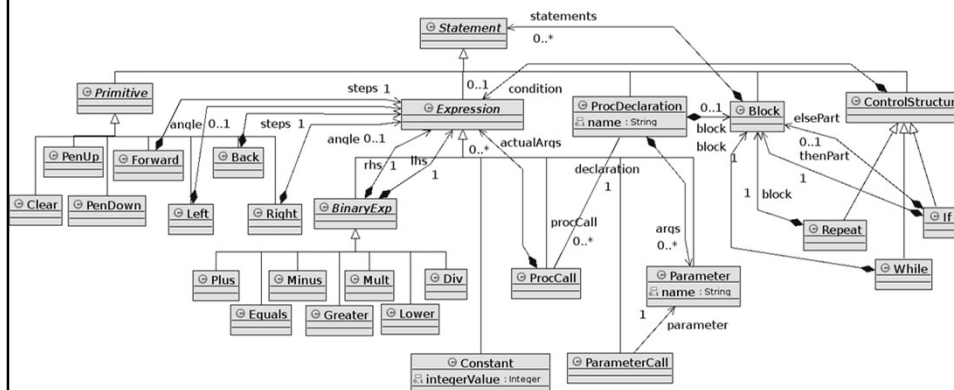 statements
Statement
0..*
Primitive
steps 1
0..1
condition
Expression
ProcDeclaration
name : String
0..1
block
block
Block
ControlStructur
elsePart
0..1
thenPart
1
PenUp
Forward
angle 0..1
steps 1
Back
angle 0..1
rhs
1
lhs
1
0..*
actualArgs
declaration
1
1
1
block
Clear
PenDown
Left
Right
BinaryExp
procCall
0..*
args
0..*
Repeat
If
Plus
Minus
Mult
Div
ProcCall
Parameter
name : String
While
Equals
Greater
Lower
1
parameter
Constant
integerValue : Integer
ParameterCall